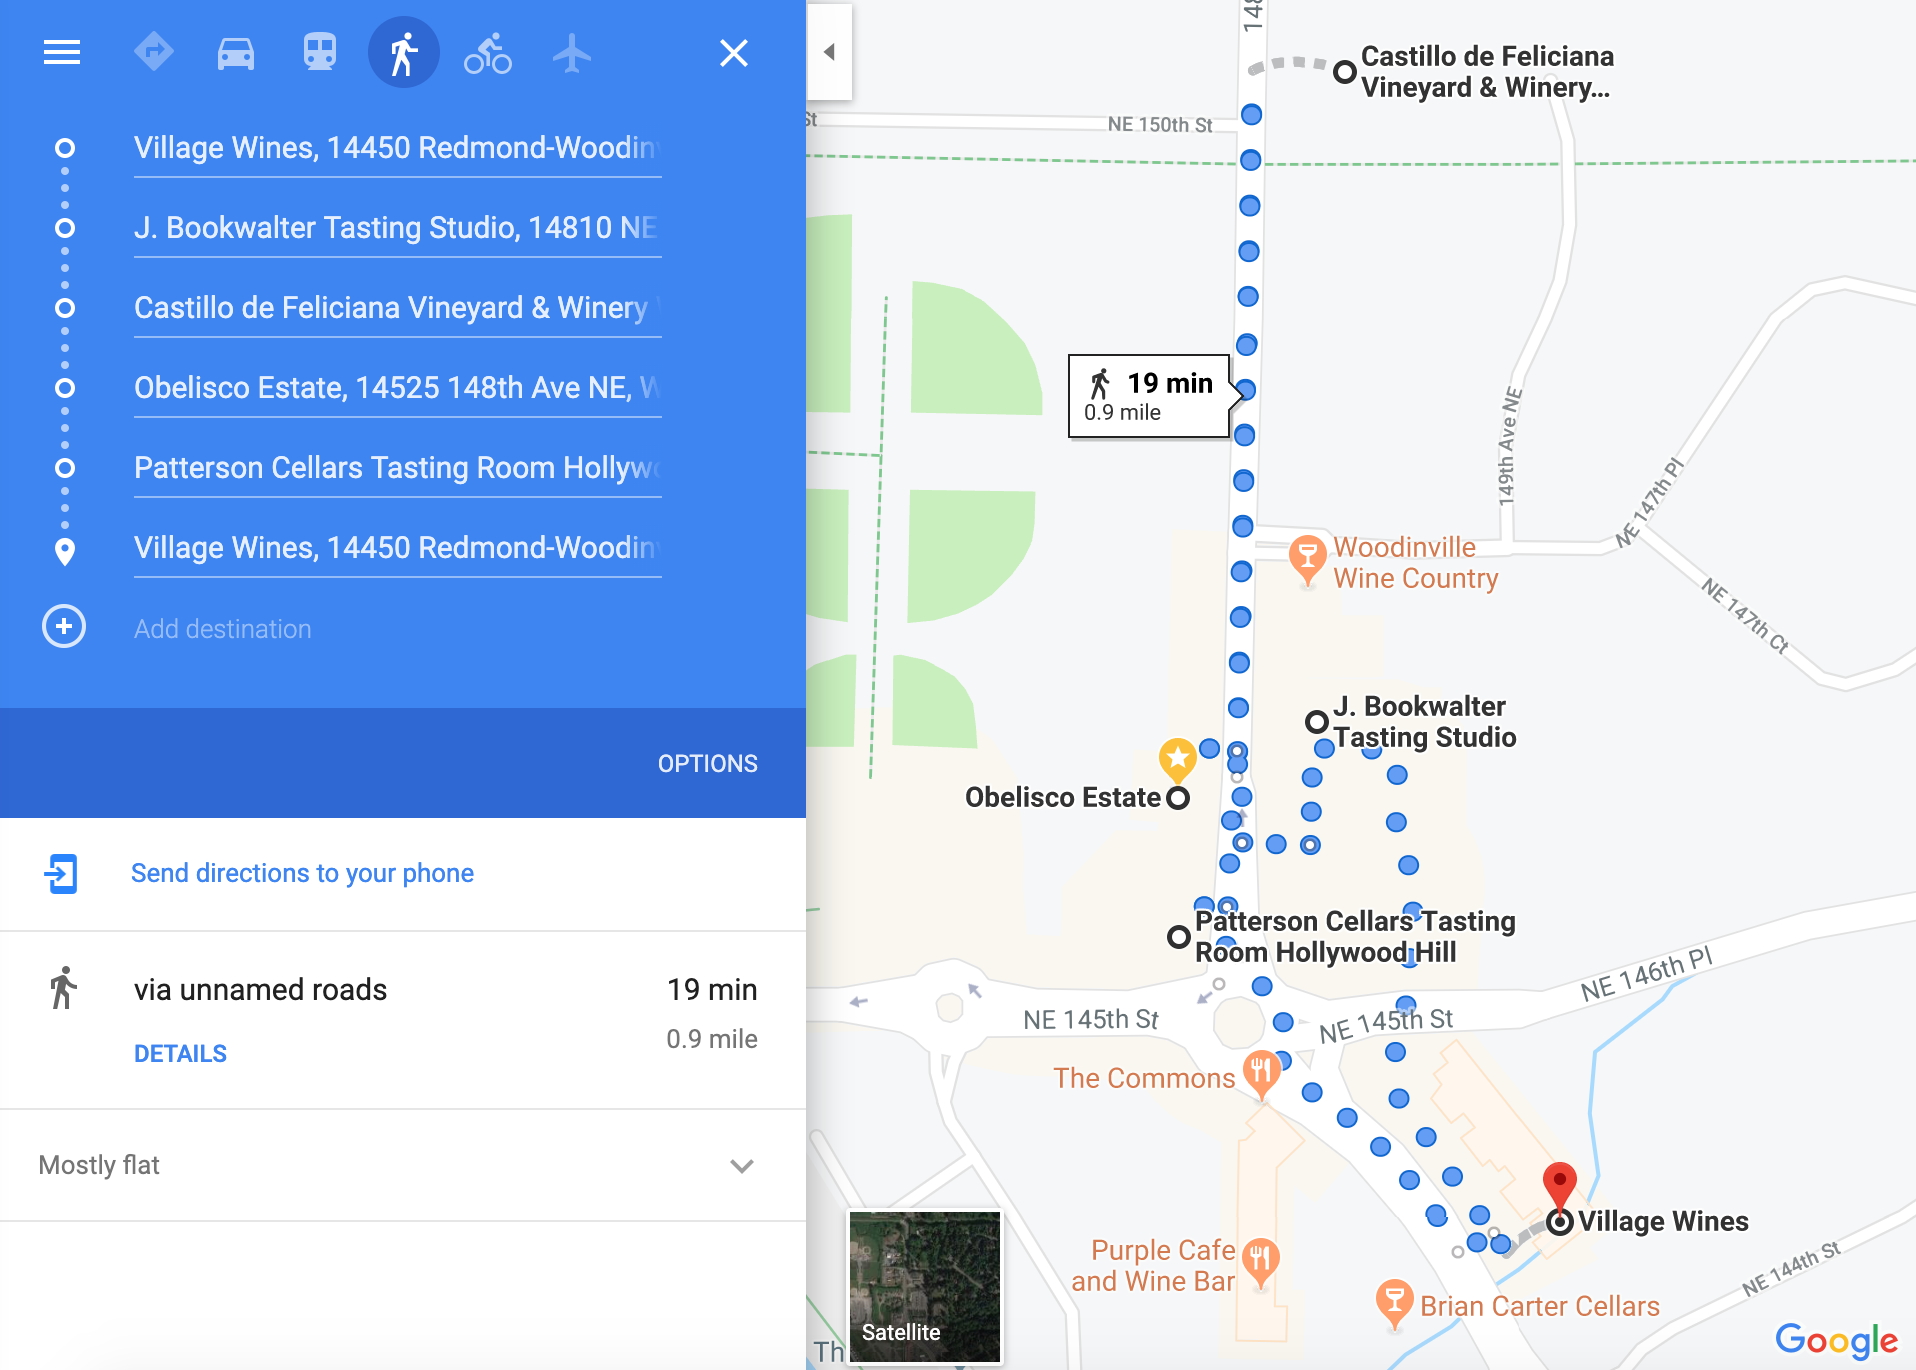 Village Wines, 14450 Redmond-Woodin
J. Bookwalter Tasting Studio, 14810 NE
Castillo de Feliciana Vineyard & Winery
Obelisco Estate, 14525 148th Ave NE, W
Patterson Cellars Tasting Room Hollyw
Village Wines, 14450 Redmond-Woodin
Add destination
OPTIONS
Send directions to your phone
via unnamed roads
19 min
0.9 mile
DETAILS
Mostly flat
148
Castillo de Feliciana
Vineyard & Winery...
St
NE 150th St
19 min
0.9 mile
149th Ave NE
NE 147th Pl
Woodinville
Wine Country
NE 147th Ct
J. Bookwalter
Tasting Studio
Obelisco Estate
Patterson Cellars Tasting
Room Hollywood Hill
NE 146th Pl
NE 145th St
NE 145th St
The Commons
Village Wines
Purple Cafe
and Wine Bar
NE 144th St
Brian Carter Cellars
Satellite
Th
Google